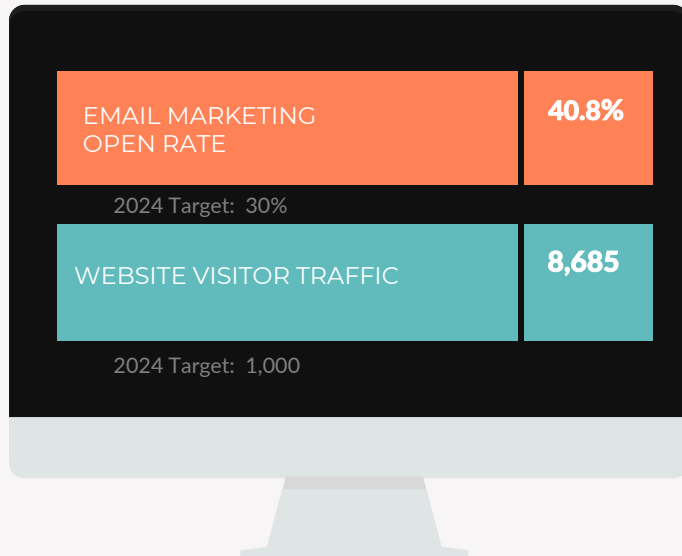 EMAIL MARKETING
OPEN RATE
40.8%
2024 Target: 30%
WEBSITE VISITOR TRAFFIC
8,685
2024 Target: 1,000